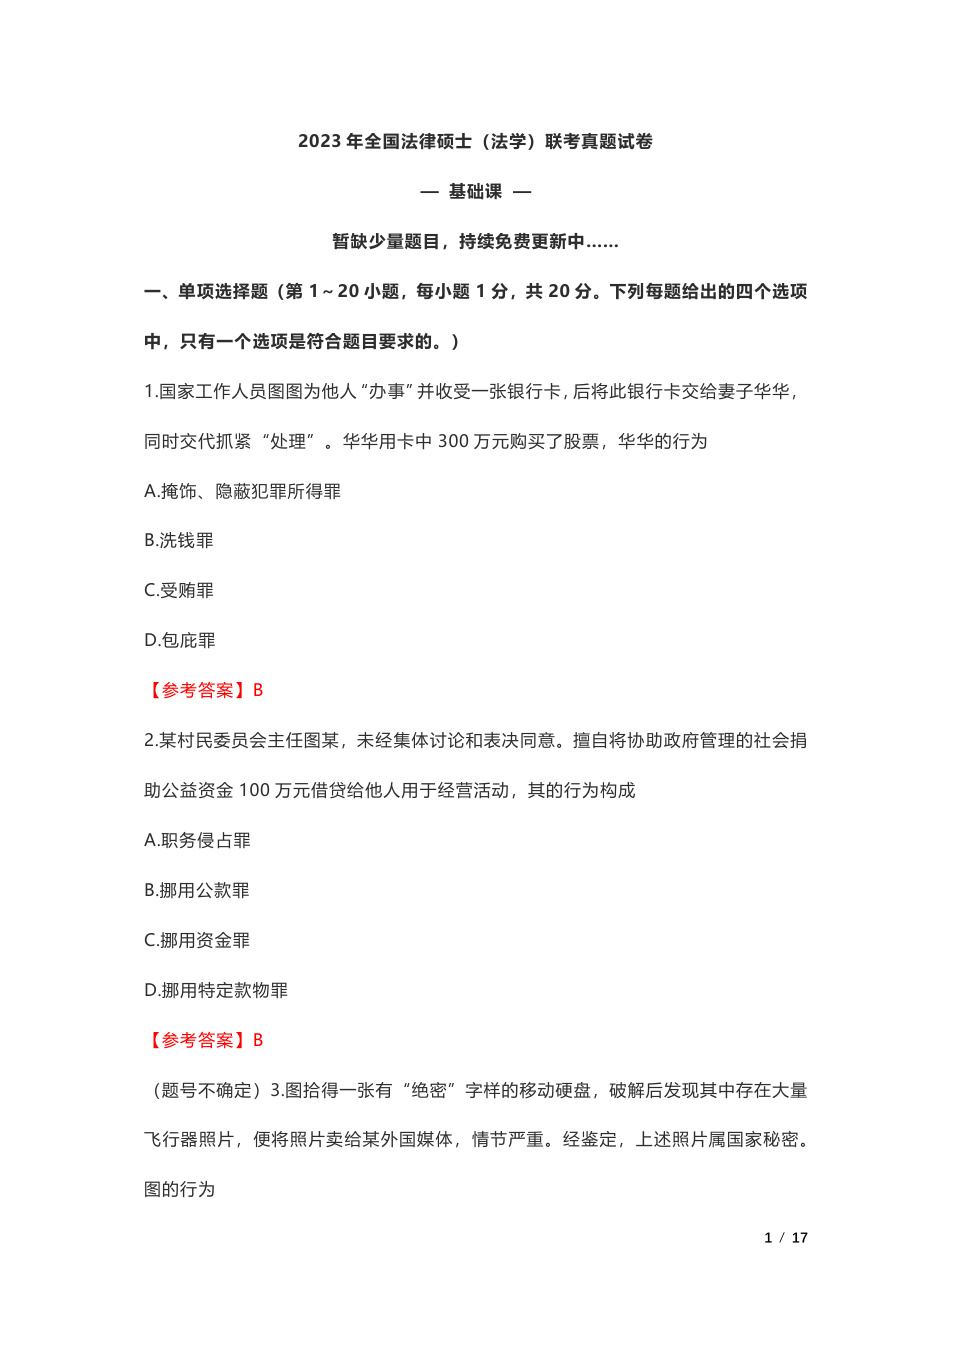 2023 年全国法律硕士（法学）联考真题试卷
— 基础课 —
暂缺少量题目，持续免费更新中……
一、单项选择题（第 1～20 小题，每小题 1 分，共 20 分。下列每题给出的四个选项
中，只有一个选项是符合题目要求的。）
1.国家工作人员图图为他人“办事”并收受一张银行卡，后将此银行卡交给妻子华华，
同时交代抓紧“处理”。华华用卡中 300 万元购买了股票，华华的行为
A.掩饰、隐蔽犯罪所得罪
B.洗钱罪
C.受贿罪
D.包庇罪
【参考答案】B
2.某村民委员会主任图某，未经集体讨论和表决同意。擅自将协助政府管理的社会捐
助公益资金 100 万元借贷给他人用于经营活动，其的行为构成
A.职务侵占罪
B.挪用公款罪
C.挪用资金罪
D.挪用特定款物罪
【参考答案】B
（题号不确定）3.图拾得一张有“绝密”字样的移动硬盘，破解后发现其中存在大量
飞行器照片，便将照片卖给某外国媒体，情节严重。经鉴定，上述照片属国家秘密。
图的行为
1 / 17